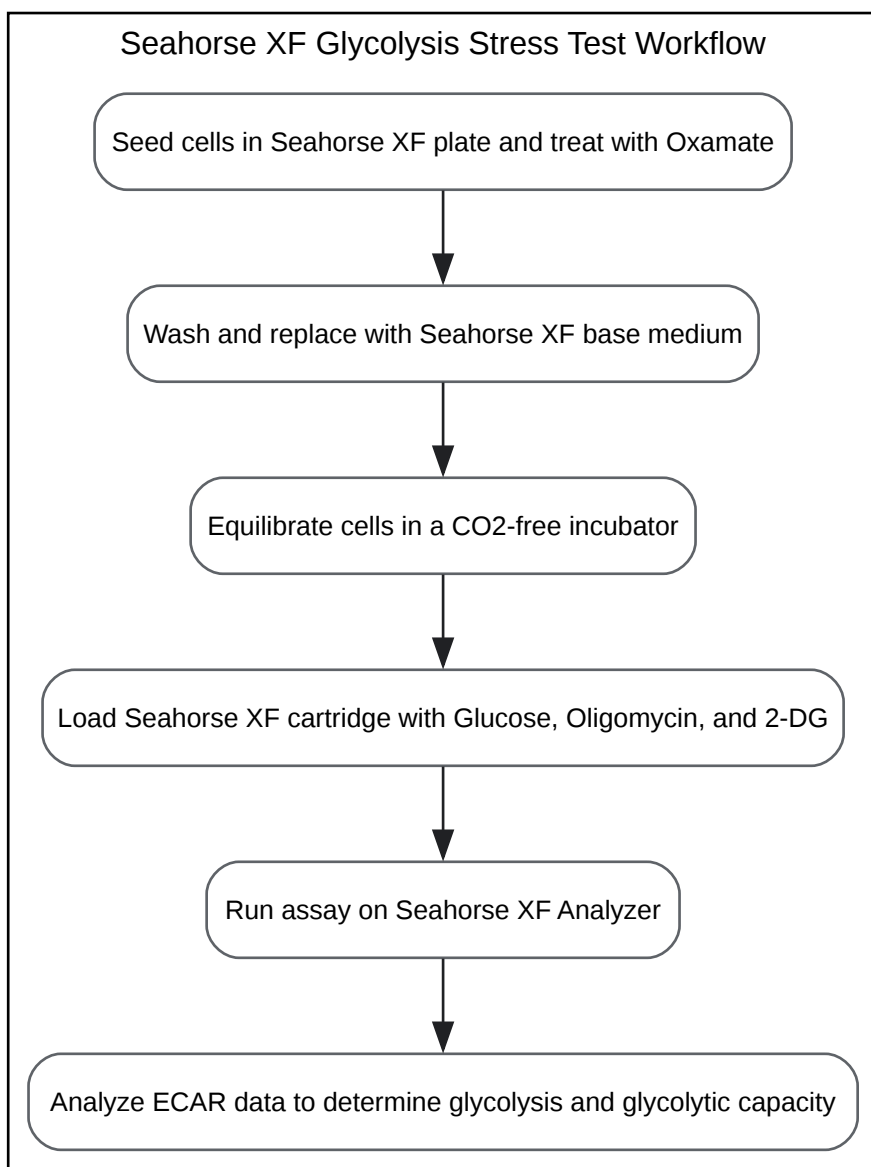 Seahorse XF Glycolysis Stress Test Workflow
Seed cells in Seahorse XF plate and treat with Oxamate
Wash and replace with Seahorse XF base medium
Equilibrate cells in a CO2-free incubator
Load Seahorse XF cartridge with Glucose, Oligomycin, and 2-DG
Run assay on Seahorse XF Analyzer
Analyze ECAR data to determine glycolysis and glycolytic capacity